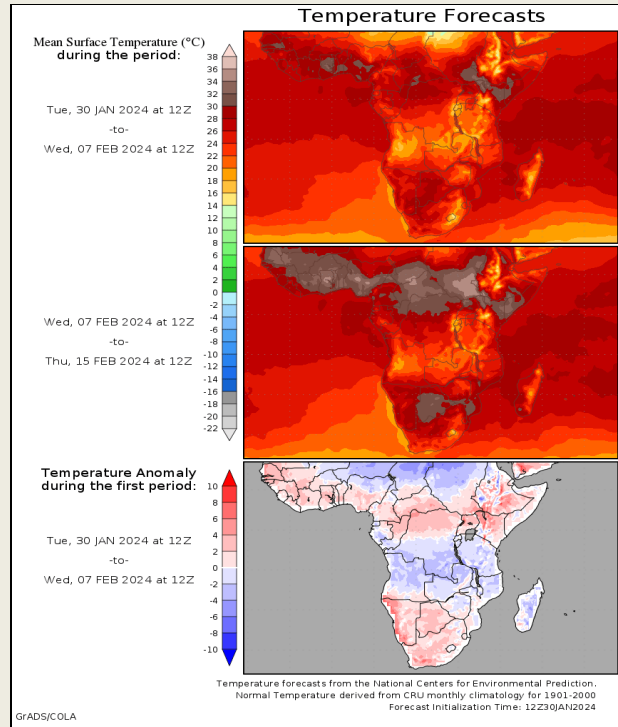 Temperature Forecasts
Mean Surface Temperature (°C)
during the period:
Tue, 30 JAN 2024 at 12Z
-to-
Wed, 07 FEB 2024 at 12Z
38
36
34
32
30
28
26
24
22
20
18
16
14
12
10
8
6
4
2
0
-2
-4
-6
-8
-10
-12
-14
-16
-18
-20
-22
Wed, 07 FEB 2024 at 12Z
-to-
Thu, 15 FEB 2024 at 12Z
Temperature Anomaly
during the first period:
Tue, 30 JAN 2024 at 12Z
-to-
Wed, 07 FEB 2024 at 12Z
10
8
6
4
2
0
-2
-4
-6
-8
-10
Temperature forecasts from the National Centers for Environmental Prediction.
Normal Temperature derived from CRU monthly climatology for 1901-2000
Forecast Initialization Time: 12Z30JAN2024
GrADS/COLA